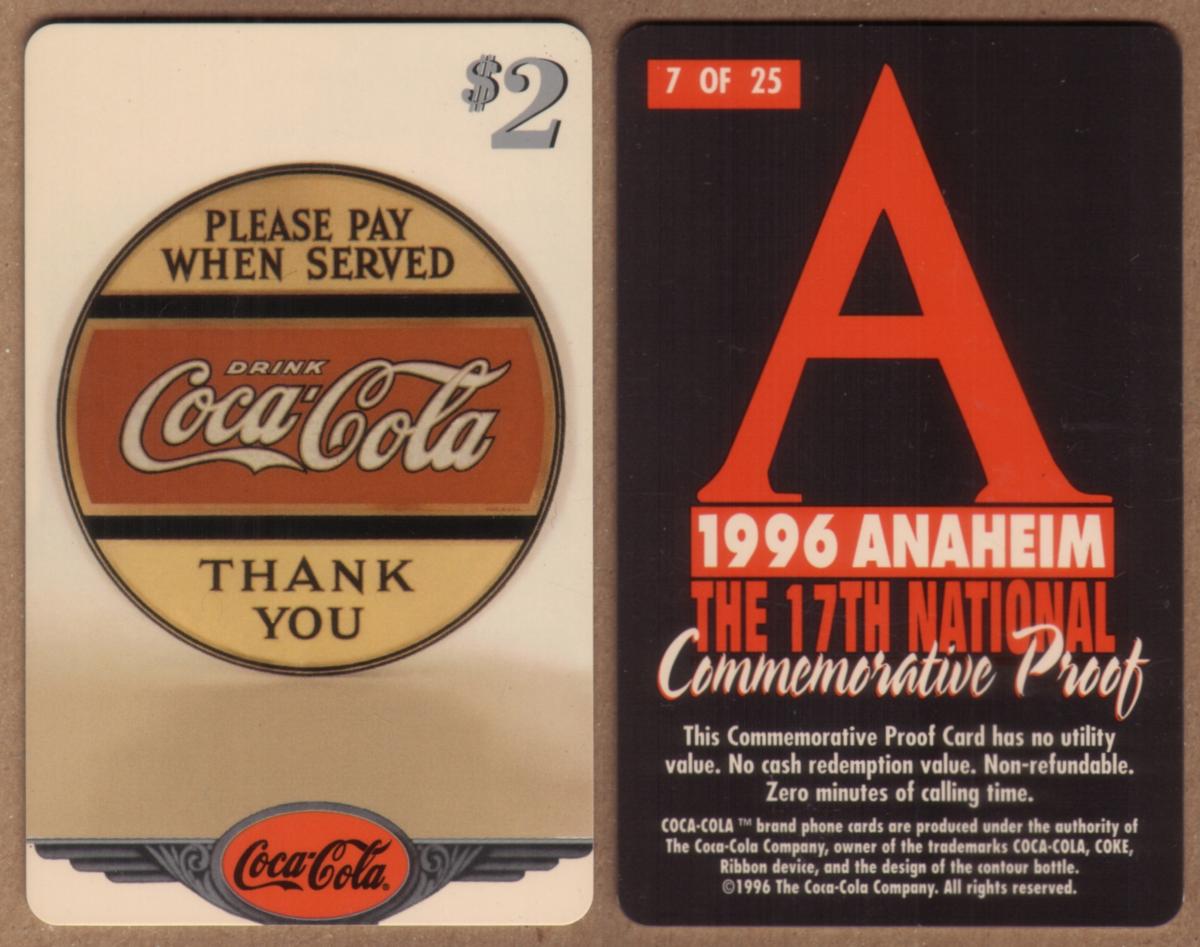 $2
PLEASE PAY
WHEN SERVED
DRINK
Coca-Cola
THANK
YOU
Coca-Cola®
7 OF 25
A
1996 ANAHEIM
THE 17TH NATIONAL
Commemorative Proof
This Commemorative Proof Card has no utility
value. No cash redemption value. Non-refundable.
Zero minutes of calling time.
COCA-COLA ™ brand phone cards are produced under the authority of
The Coca-Cola Company, owner of the trademarks COCA-COLA, COKE,
Ribbon device, and the design of the contour bottle.
©1996 The Coca-Cola Company. All rights reserved.